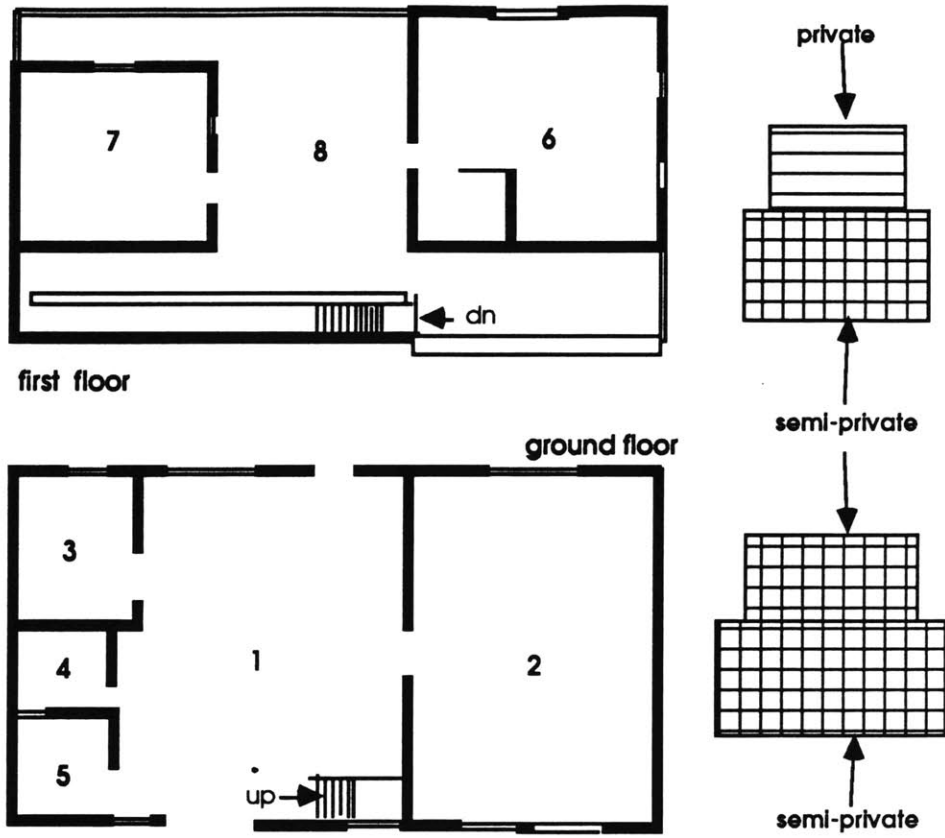 private
7
8
6
dn
first floor
semi-private
ground floor
3
1
2
4
5
up
semi-private